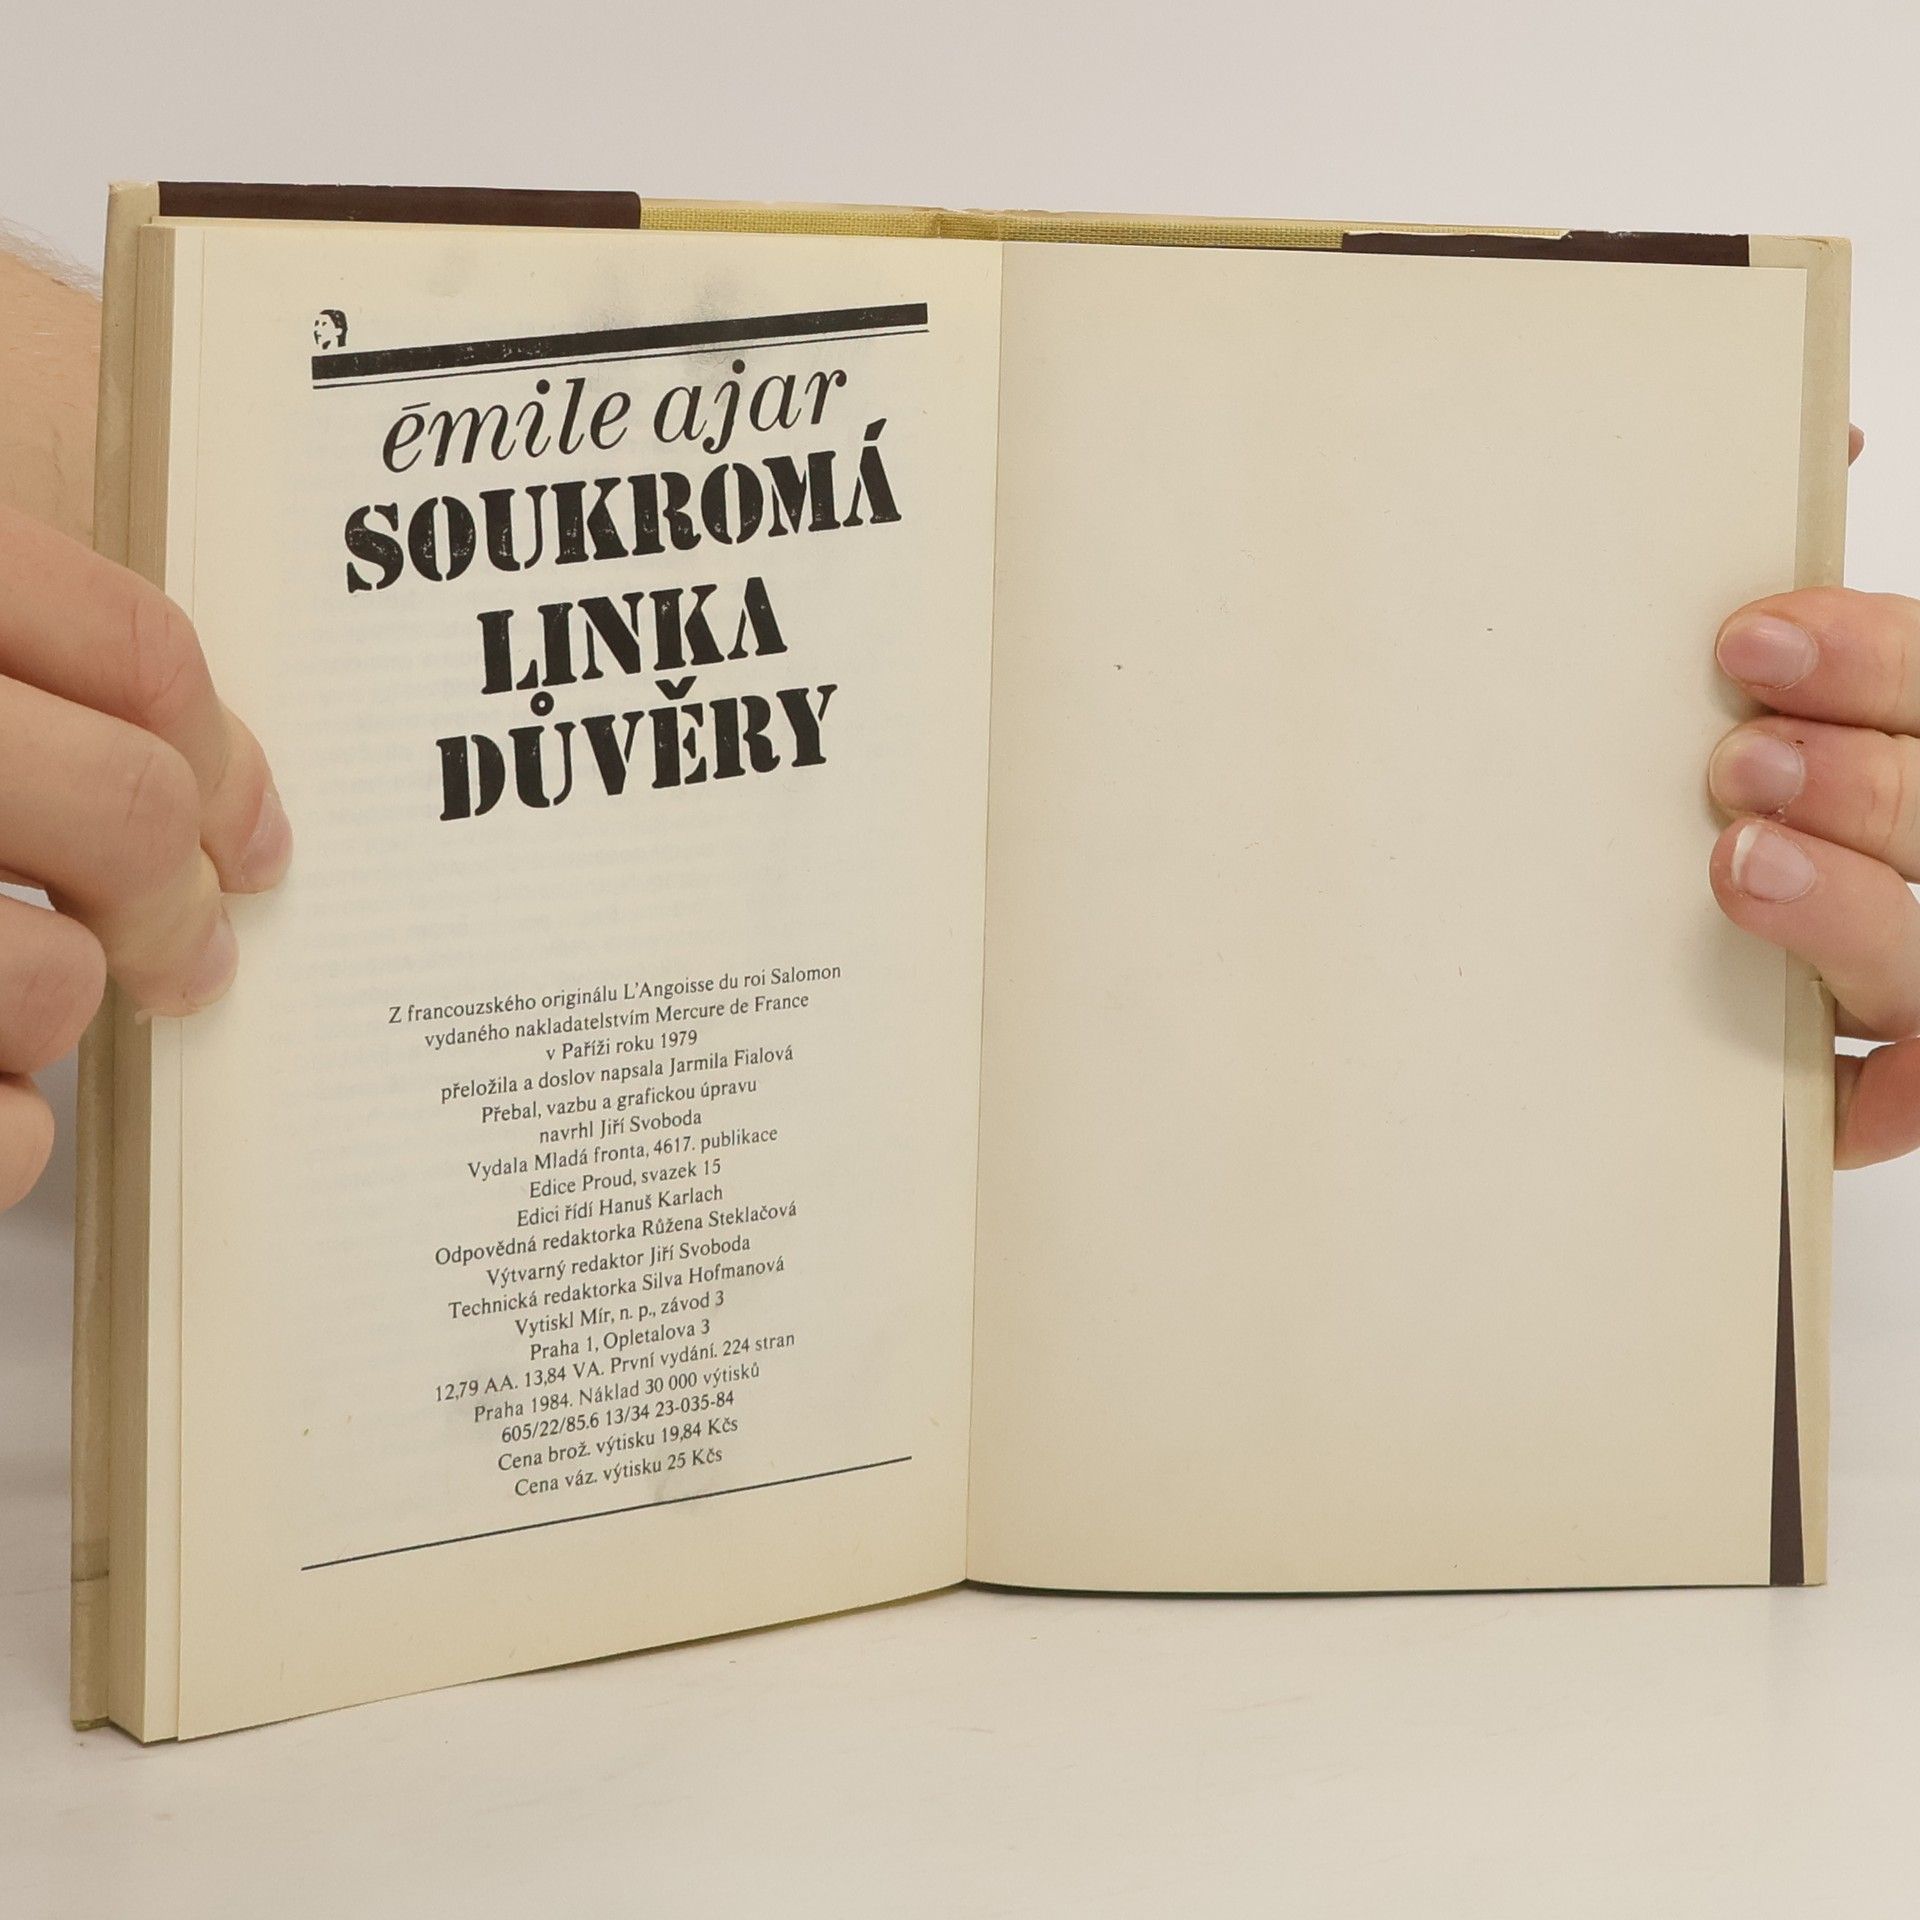 émile ajar
SOUKROMÁ
LINKA
DŮVĚRY
Z francouzského originálu L'Angoisse du roi Salomon
vydaného nakladatelstvím Mercure de France
v Paříži roku 1979
přeložila a doslov napsala Jarmila Fialová
Přebal, vazbu a grafickou úpravu
navrhl Jiří Svoboda
Vydala Mladá fronta, 4617. publikace
Edice Proud, svazek 15
Edici řídí Hanuš Karlach
Odpovědná redaktorka Růžena Steklačová
Výtvarný redaktor Jiří Svoboda
Technická redaktorka Silva Hofmanová
Vytiskl Mír, n. p., závod 3
Praha 1, Opletalova 3
12,79 AA. 13,84 VA. První vydání. 224 stran
Praha 1984. Náklad 30 000 výtisků
605/22/85.6 13/34 23-035-84
Cena brož. výtisku 19,84 Kčs
Cena váz. výtisku 25 Kčs